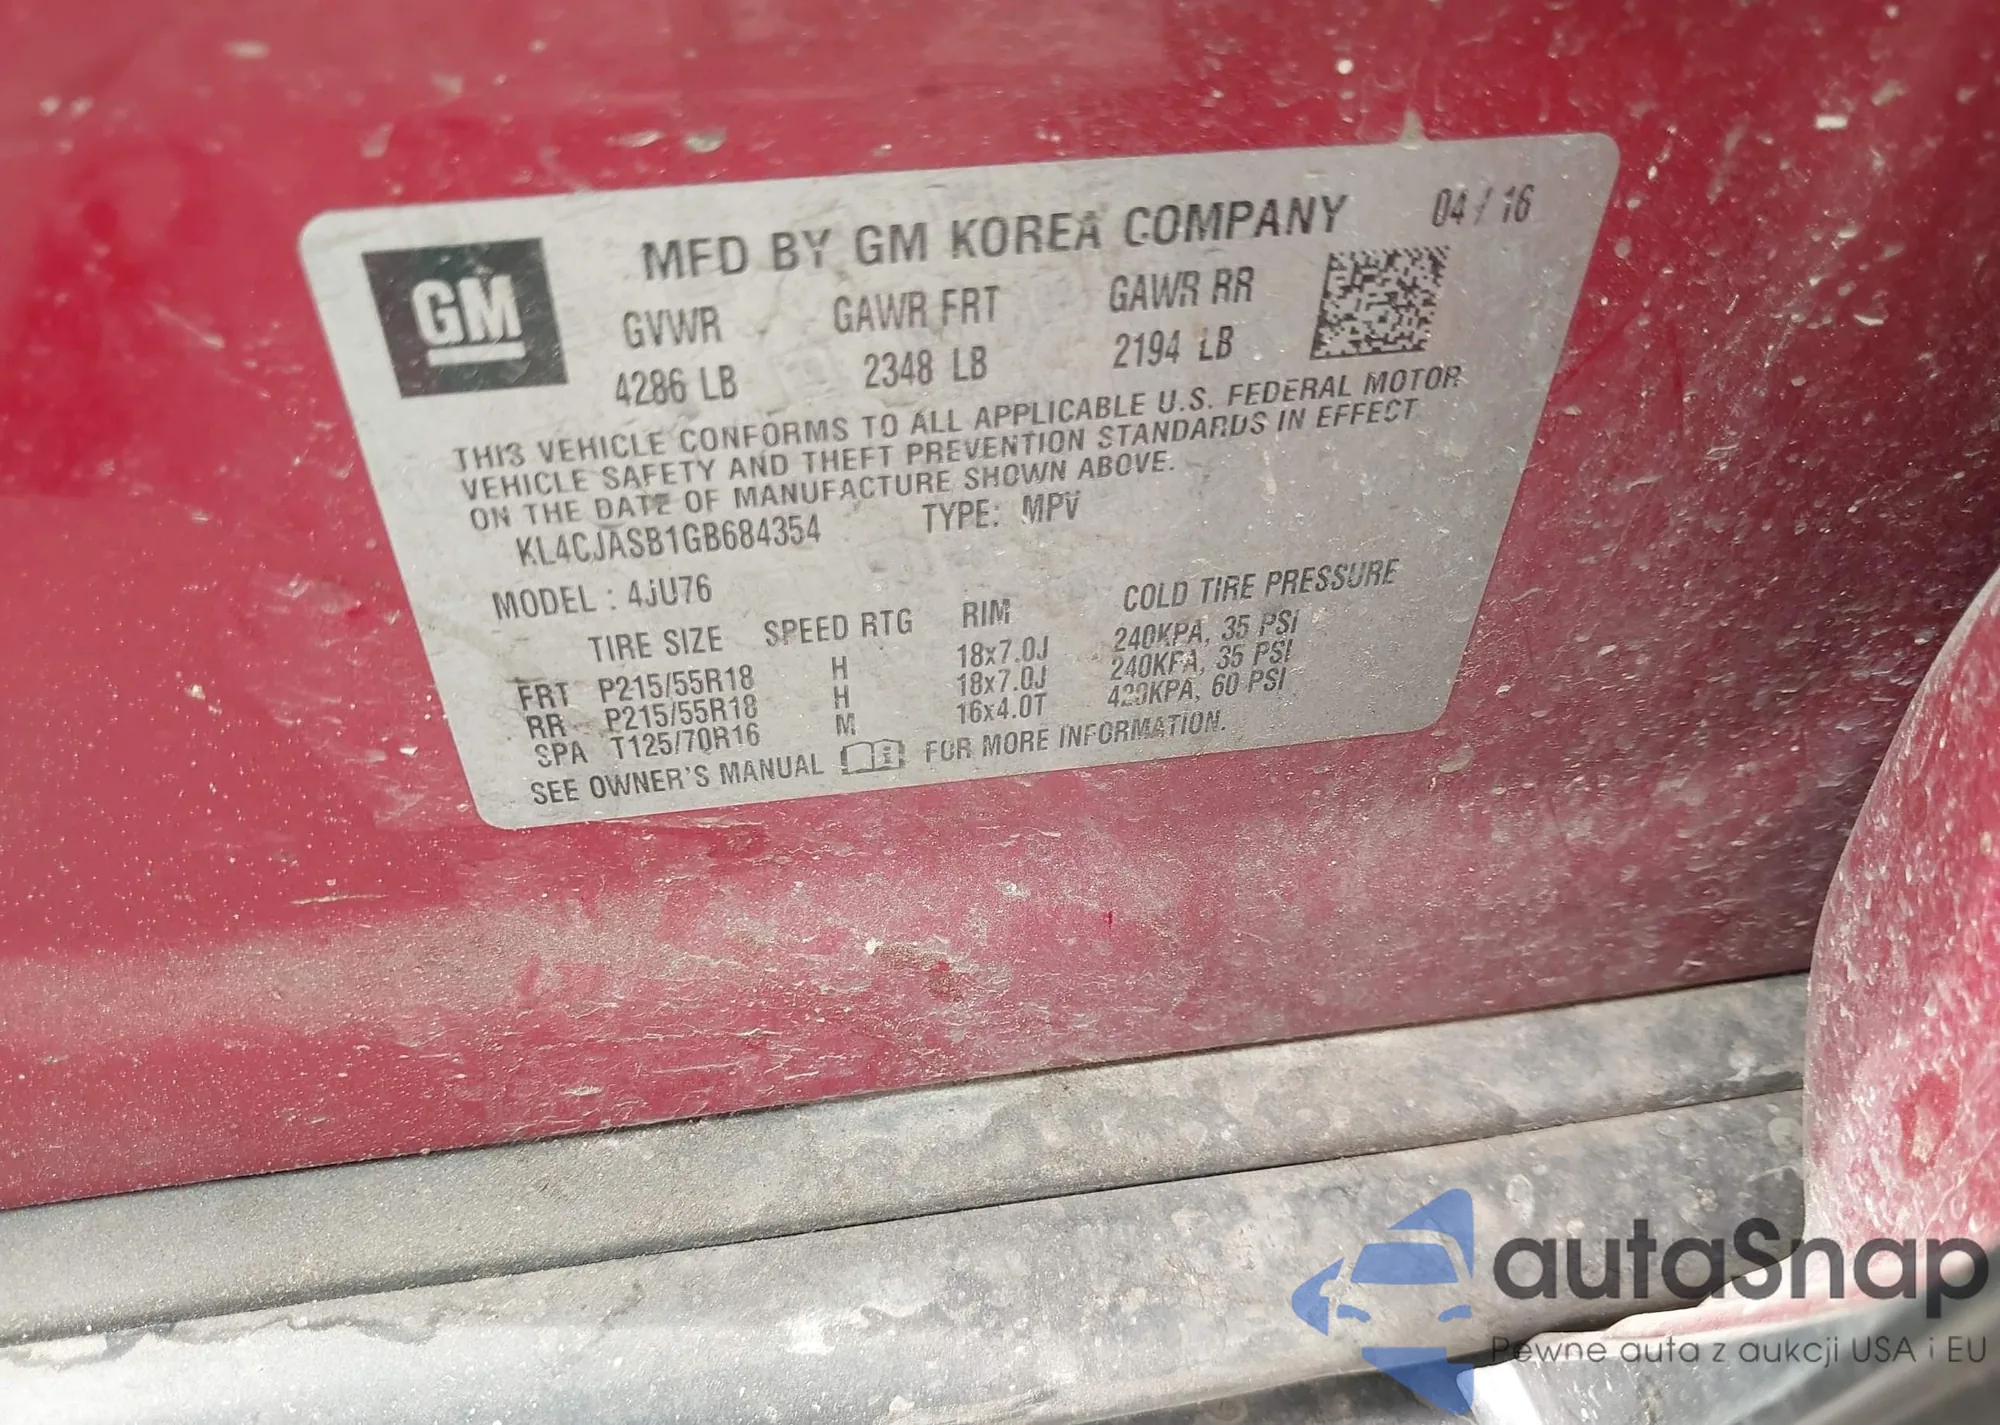 MFD BY GM KOREA COMPANY 04 / 16
GM
GVWR GAWR FRT GAWR RR
4286 LB 2348 LB 2194 LB
THIS VEHICLE CONFORMS TO ALL APPLICABLE U.S. FEDERAL MOTOR
VEHICLE SAFETY AND THEFT PREVENTION STANDARDS IN EFFECT
ON THE DATE OF MANUFACTURE SHOWN ABOVE.
KL4CJASB1GB684354 TYPE: MPV
MODEL : 4JU76
TIRE SIZE SPEED RTG RIM COLD TIRE PRESSURE
FRT P215/55R18 H 18x7.0J 240KPA, 35 PSI
RR P215/55R18 H 18x7.0J 240KPA, 35 PSI
SPA T125/70R16 M 16x4.0T 420KPA, 60 PSI
SEE OWNER'S MANUAL FOR MORE INFORMATION.
autaSnap
Pewne auta z aukcji USA i EU